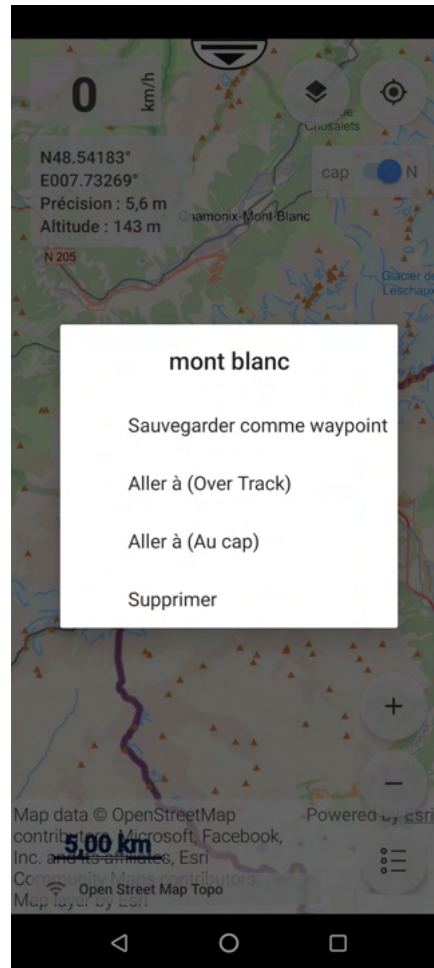 0
km/h
Chosalets
N48.54183°
E007.73269°
Précision : 5,6 m
Altitude : 143 m
cap
N
Chamonix-Mont-Blanc
N 205
Glacier de
Leschaux
mont blanc
Sauvegarder comme waypoint
Aller à (Over Track)
Aller à (Au cap)
Supprimer
+
−
Map data © OpenStreetMap
contributors, Microsoft, Facebook,
Inc. and its affiliates, Esri
Community Maps contributors,
Map layer by Esri
Powered by Esri
5,00 km
Open Street Map Topo